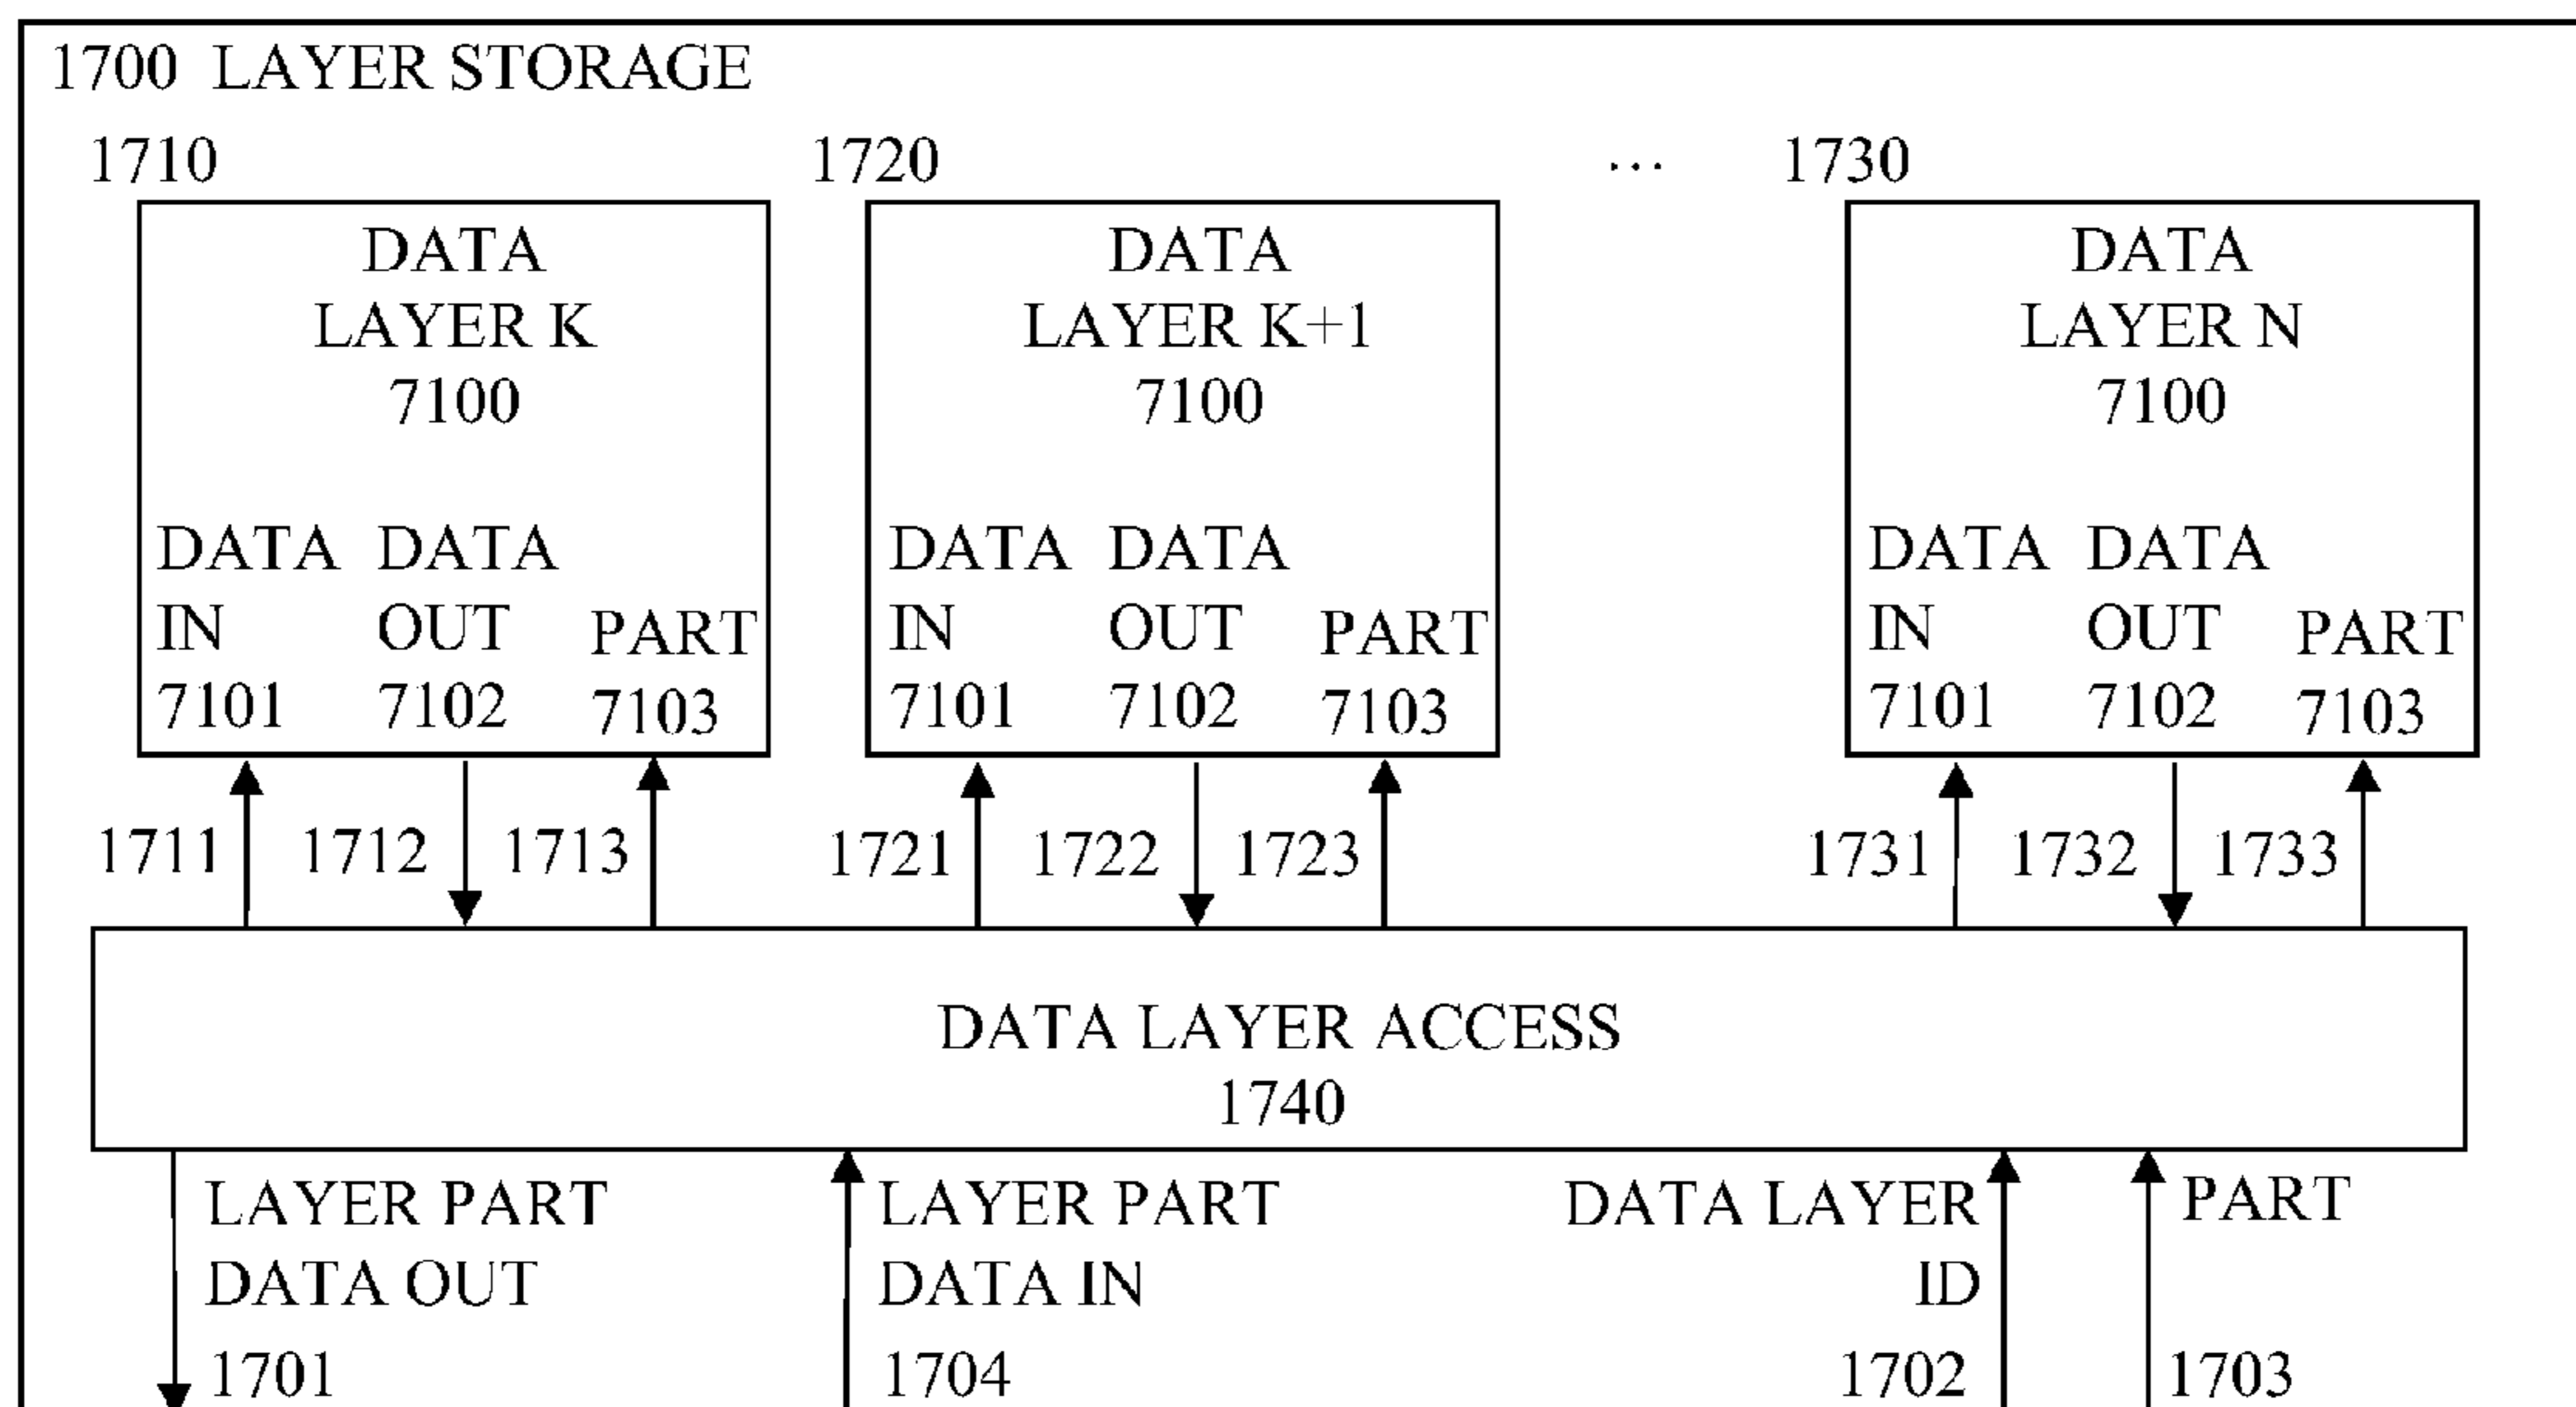 1700 LAYER STORAGE
1710
1720
...
1730
DATA
LAYER K
7100
DATA IN 7101
DATA OUT 7102
PART 7103
DATA
LAYER K+1
7100
DATA IN 7101
DATA OUT 7102
PART 7103
DATA
LAYER N
7100
DATA IN 7101
DATA OUT 7102
PART 7103
1711 1712 1713 1721 1722 1723 1731 1732 1733
DATA LAYER ACCESS
1740
LAYER PART
DATA OUT
1701
LAYER PART
DATA IN
1704
DATA LAYER
ID
1702
PART
1703